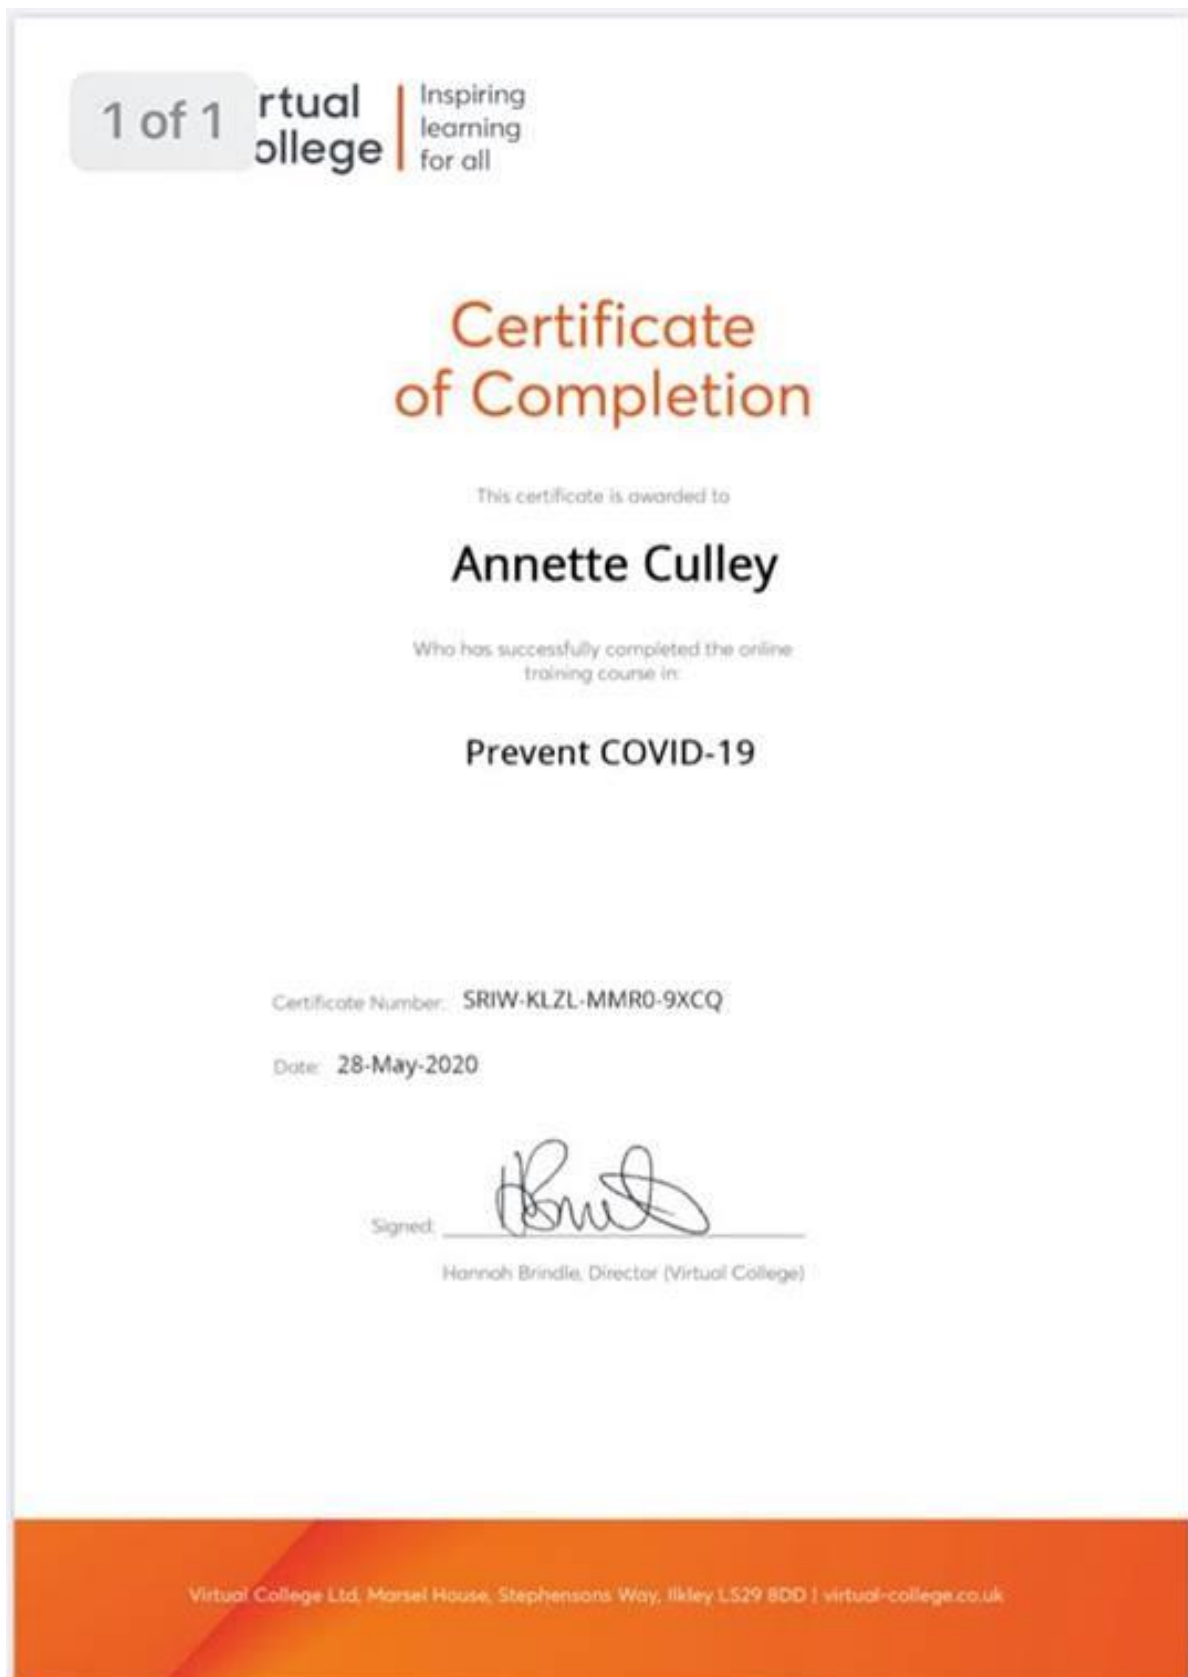 1 of 1
rtual
ollege
Inspiring
learning
for all
Certificate
of Completion
This certificate is awarded to
Annette Culley
Who has successfully completed the online
training course in:
Prevent COVID-19
Certificate Number: SRIW-KLZL-MMR0-9XCQ
Date: 28-May-2020
Signed:
Hannah Brindle, Director (Virtual College)
Virtual College Ltd, Marsel House, Stephensons Way, Ilkley LS29 8DD | virtual-college.co.uk